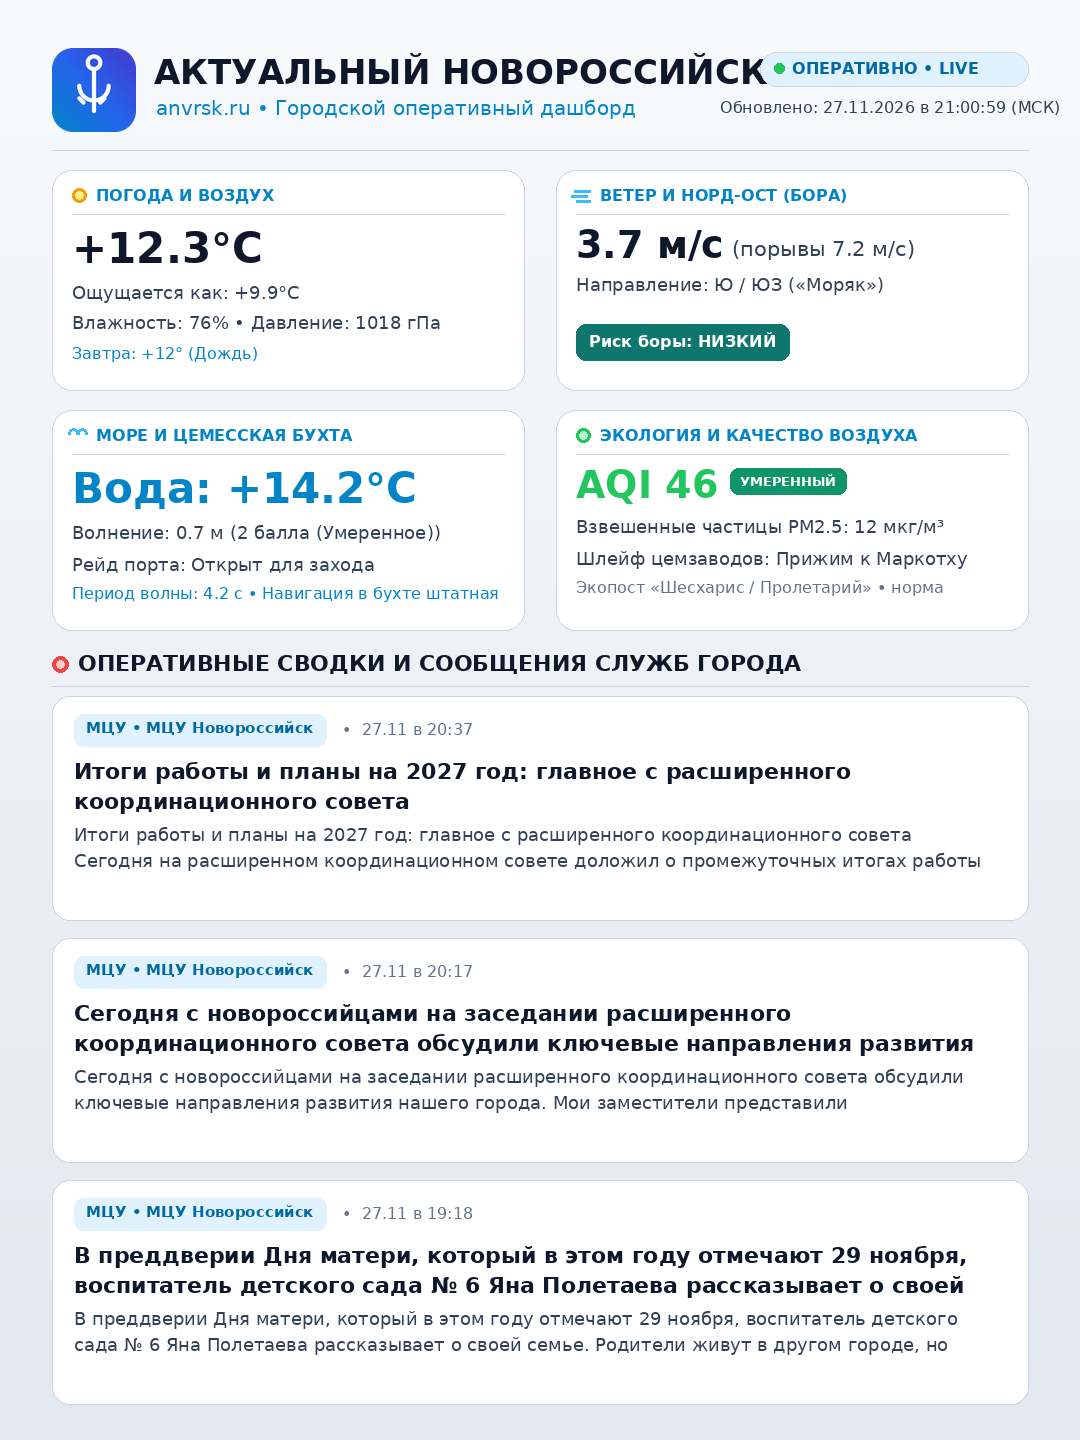 АКТУАЛЬНЫЙ НОВОРОССИЙСК
ОПЕРАТИВНО • LIVE
anvrsk.ru • Городской оперативный дашборд
Обновлено: 27.11.2026 в 21:00:59 (МСК)
ПОГОДА И ВОЗДУХ
+12.3°C
Ощущается как: +9.9°C
Влажность: 76% • Давление: 1018 гПа
Завтра: +12° (Дождь)
ВЕТЕР И НОРД-ОСТ (БОРА)
3.7 м/с (порывы 7.2 м/с)
Направление: Ю / ЮЗ («Моряк»)
Риск боры: НИЗКИЙ
МОРЕ И ЦЕМЕССКАЯ БУХТА
Вода: +14.2°C
Волнение: 0.7 м (2 балла (Умеренное))
Рейд порта: Открыт для захода
Период волны: 4.2 с • Навигация в бухте штатная
ЭКОЛОГИЯ И КАЧЕСТВО ВОЗДУХА
AQI 46 УМЕРЕННЫЙ
Взвешенные частицы PM2.5: 12 мкг/м³
Шлейф цемзаводов: Прижим к Маркотху
Экопост «Шесхарис / Пролетарий» • норма
ОПЕРАТИВНЫЕ СВОДКИ И СООБЩЕНИЯ СЛУЖБ ГОРОДА
МЦУ • МЦУ Новороссийск • 27.11 в 20:37
Итоги работы и планы на 2027 год: главное с расширенного
координационного совета
Итоги работы и планы на 2027 год: главное с расширенного координационного совета
Сегодня на расширенном координационном совете доложил о промежуточных итогах работы
МЦУ • МЦУ Новороссийск • 27.11 в 20:17
Сегодня с новороссийцами на заседании расширенного
координационного совета обсудили ключевые направления развития
Сегодня с новороссийцами на заседании расширенного координационного совета обсудили
ключевые направления развития нашего города. Мои заместители представили
МЦУ • МЦУ Новороссийск • 27.11 в 19:18
В преддверии Дня матери, который в этом году отмечают 29 ноября,
воспитатель детского сада № 6 Яна Полетаева рассказывает о своей
В преддверии Дня матери, который в этом году отмечают 29 ноября, воспитатель детского
сада № 6 Яна Полетаева рассказывает о своей семье. Родители живут в другом городе, но